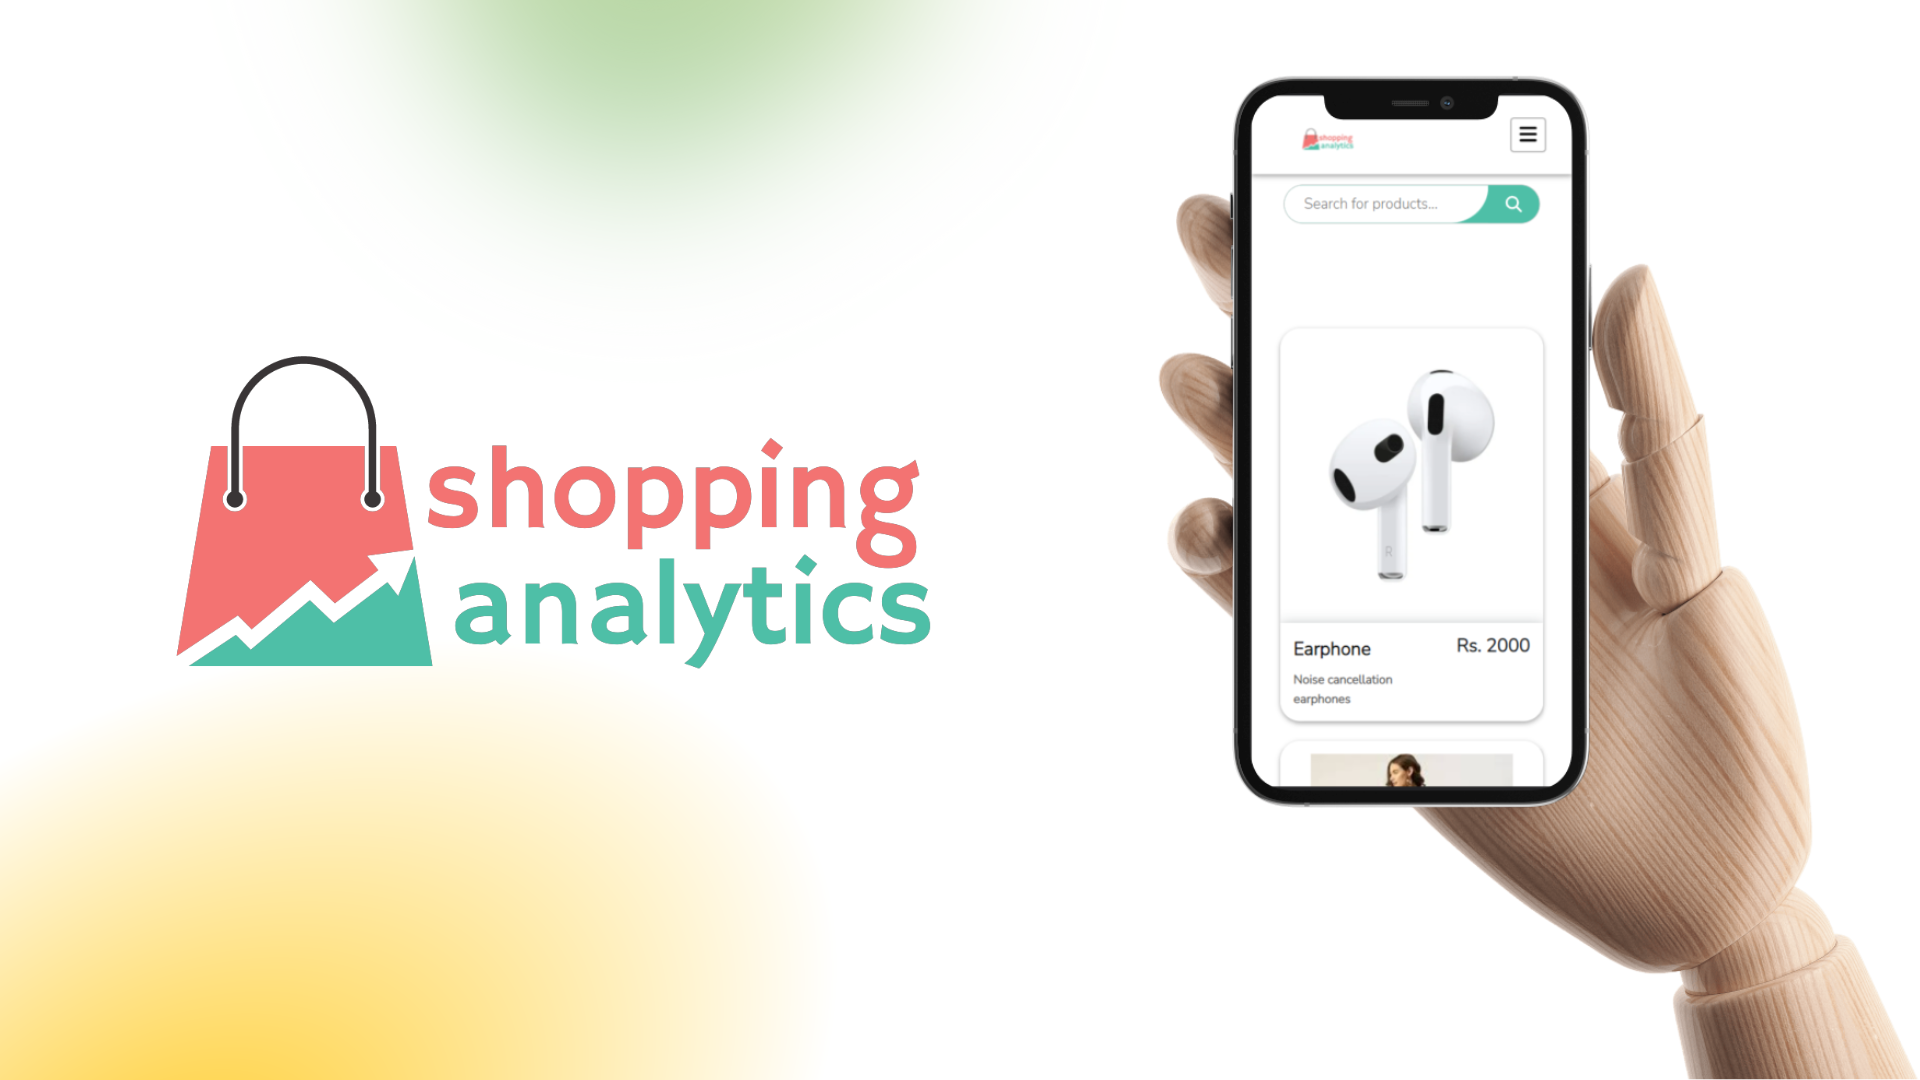 shopping
analytics
shopping
analytics
Search for products...
R
Earphone
Rs. 2000
Noise cancellation
earphones